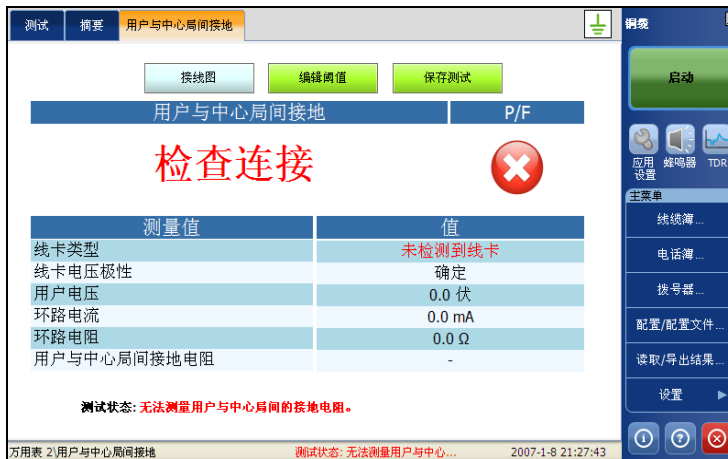 测试 摘要 用户与中心局间接地 铜缆
接线图 编辑阈值 保存测试
启动
用户与中心局间接地 P/F
检查连接
应用设置 蜂鸣器 TDR
主菜单
测量值 值
线卡类型 未检测到线卡
线卡电压极性 确定
用户电压 0.0 伏
环路电流 0.0 mA
环路电阻 0.0 Ω
用户与中心局间接地电阻 -
线缆簿...
电话簿...
拨号器...
配置/配置文件...
读取/导出结果...
设置
测试状态: 无法测量用户与中心局间的接地电阻。
万用表 2\用户与中心局间接地 测试状态: 无法测量用户与中心... 2007-1-8 21:27:43